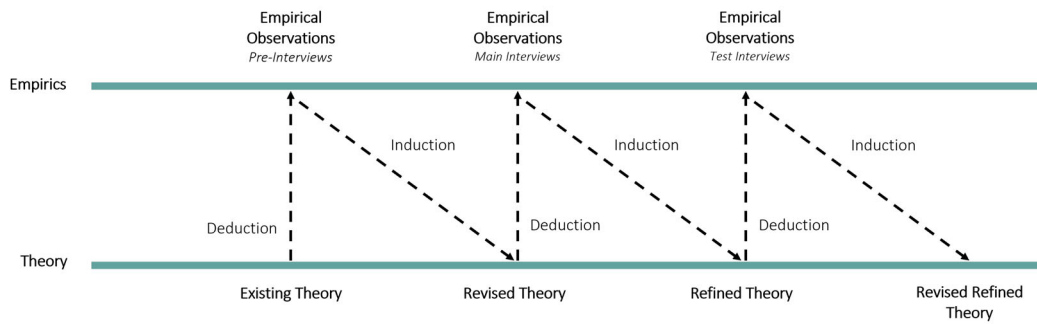 Empirical
Observations
Pre-Interviews
Empirical
Observations
Main Interviews
Empirical
Observations
Test Interviews
Empirics
Induction
Induction
Induction
Deduction
Deduction
Deduction
Theory
Existing Theory
Revised Theory
Refined Theory
Revised Refined
Theory